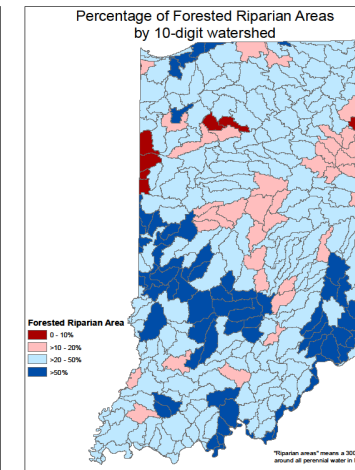 Percentage of Forested Riparian Areas
by 10-digit watershed
Forested Riparian Area
0 - 10%
>10 - 20%
>20 - 50%
>50%
"Riparian areas" means a 300
around all perennial water in